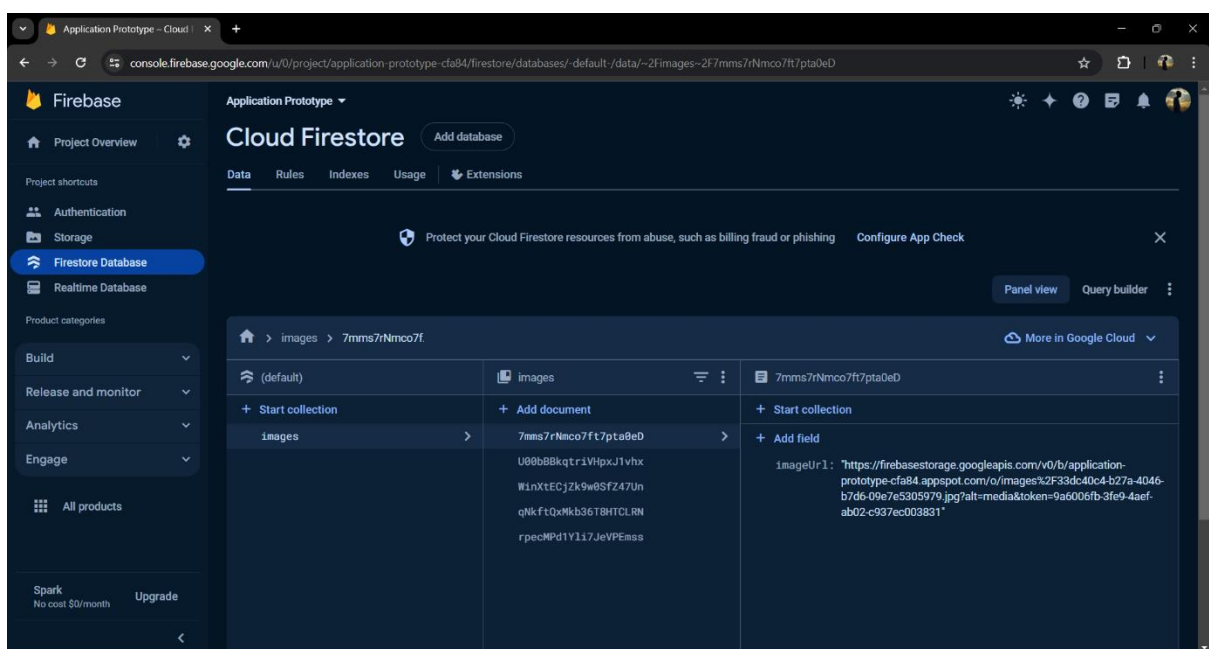 Application Prototype – Cloud
console.firebase.google.com/u/0/project/application-prototype-cfa84/firestore/databases/-default-/data/~2Fimages~2F7mms7rNmco7ft7pta0eD
Firebase
Project Overview
Project shortcuts
Authentication
Storage
Firestore Database
Realtime Database
Product categories
Build
Release and monitor
Analytics
Engage
All products
Spark
No cost $0/month
Upgrade
Application Prototype
Cloud Firestore
Add database
Data Rules Indexes Usage Extensions
Protect your Cloud Firestore resources from abuse, such as billing fraud or phishing Configure App Check
Panel view Query builder
images > 7mms7rNmco7f.
More in Google Cloud
(default)
+ Start collection
images
images
+ Add document
7mms7rNmco7ft7pta0eD
U00bBBkqtriVHpxJ1vhx
WinXtECjZk9w0SfZ47Un
qNkftQxMkb36T8HTCLRN
rpecMPd1Yli7JeVPEmss
7mms7rNmco7ft7pta0eD
+ Start collection
+ Add field
imageUrl: "https://firebasestorage.googleapis.com/v0/b/application-
prototype-cfa84.appspot.com/o/images%2F33dc40c4-b27a-4046-
b7d6-09e7e5305979.jpg?alt=media&token=9a6006fb-3fe9-4aef-
ab02-c937ec003831"